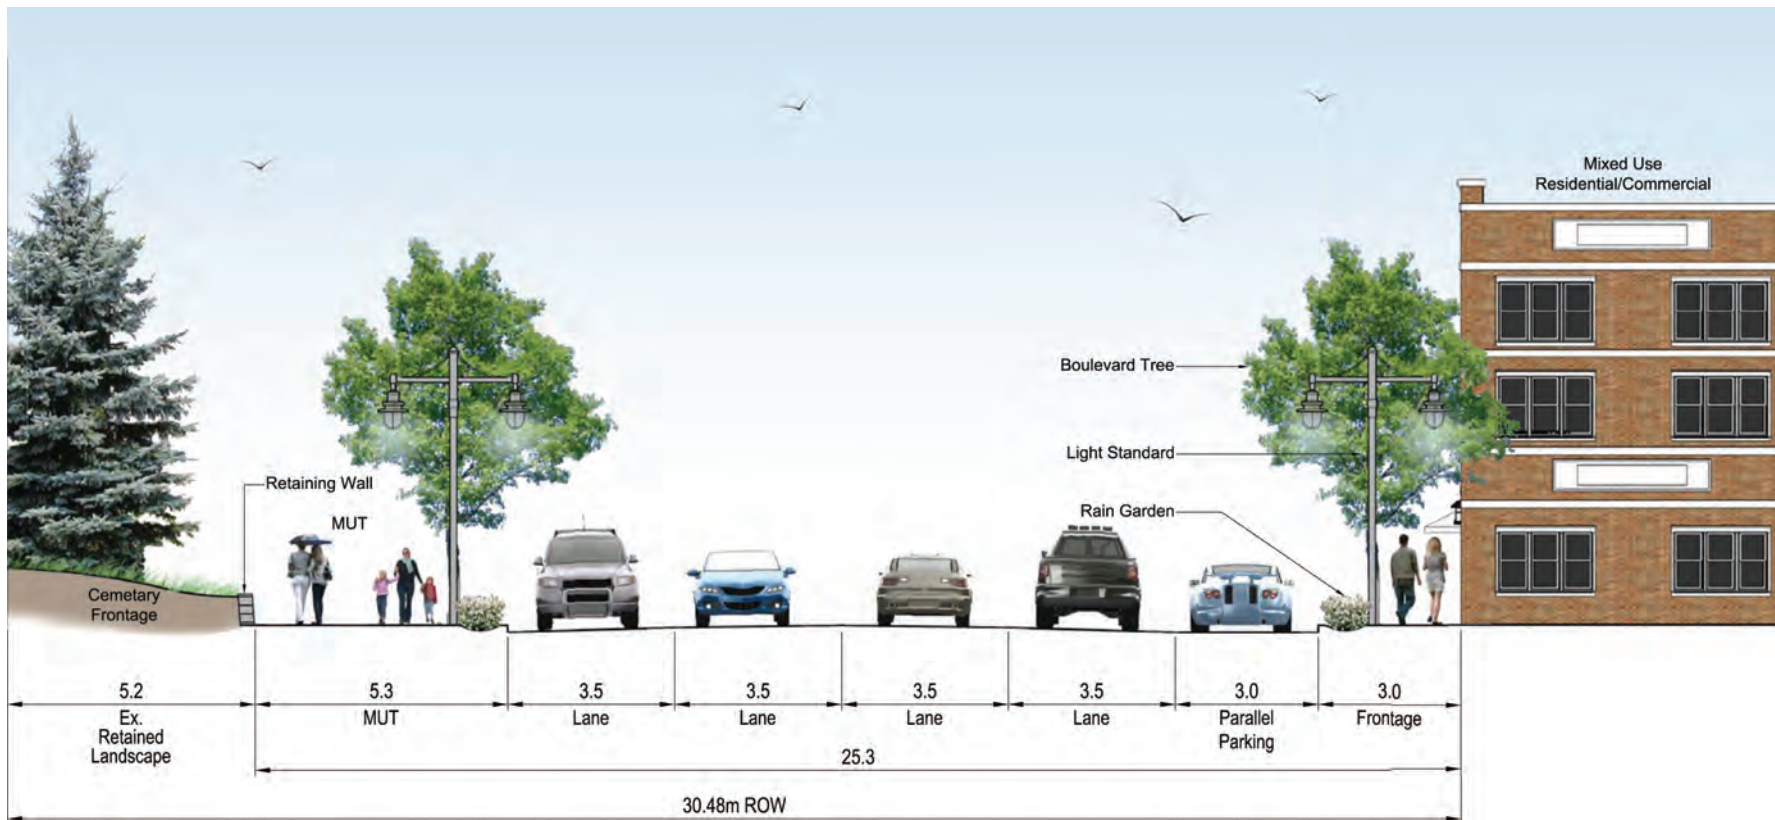 Mixed Use
Residential/Commercial
Boulevard Tree
Light Standard
Retaining Wall
MUT
Rain Garden
Cemetary
Frontage
5.2
5.3
3.5
3.5
3.5
3.5
3.0
3.0
Ex.
Retained
Landscape
MUT
Lane
Lane
Lane
Lane
Parallel
Parking
Frontage
25.3
30.48m ROW